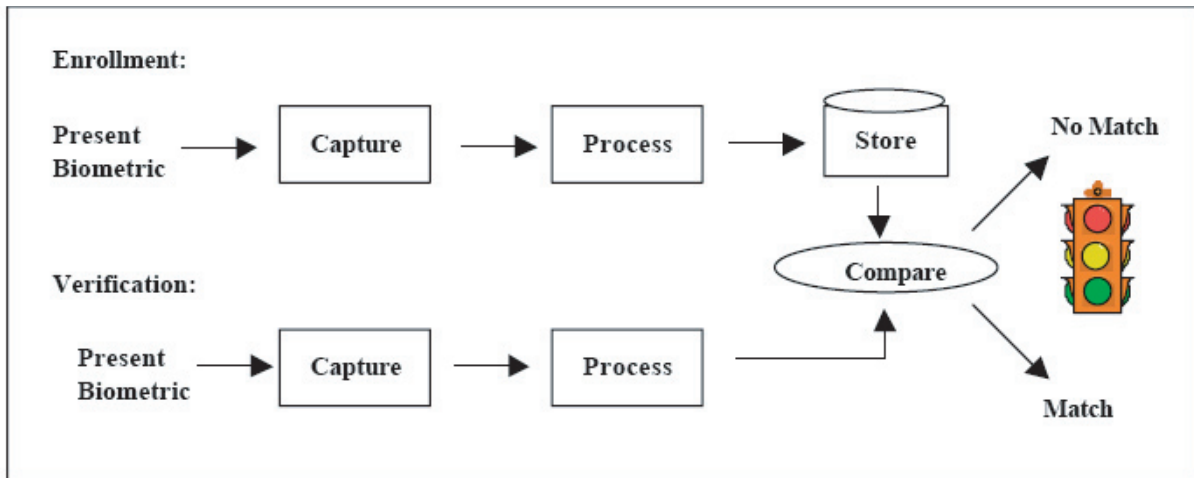 Enrollment:
Present
Biometric
Capture
Process
Store
No Match
Compare
Verification:
Present
Biometric
Capture
Process
Match